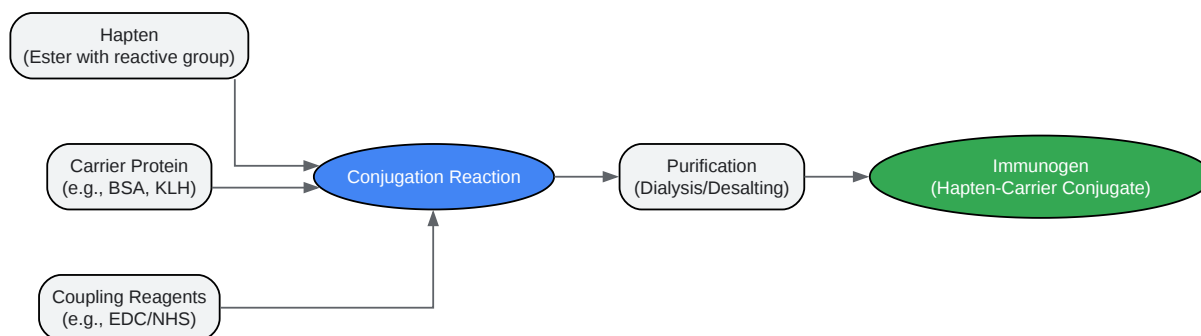 Hapten
(Ester with reactive group)
Carrier Protein
(e.g., BSA, KLH)
Coupling Reagents
(e.g., EDC/NHS)
Conjugation Reaction
Purification
(Dialysis/Desalting)
Immunogen
(Hapten-Carrier Conjugate)